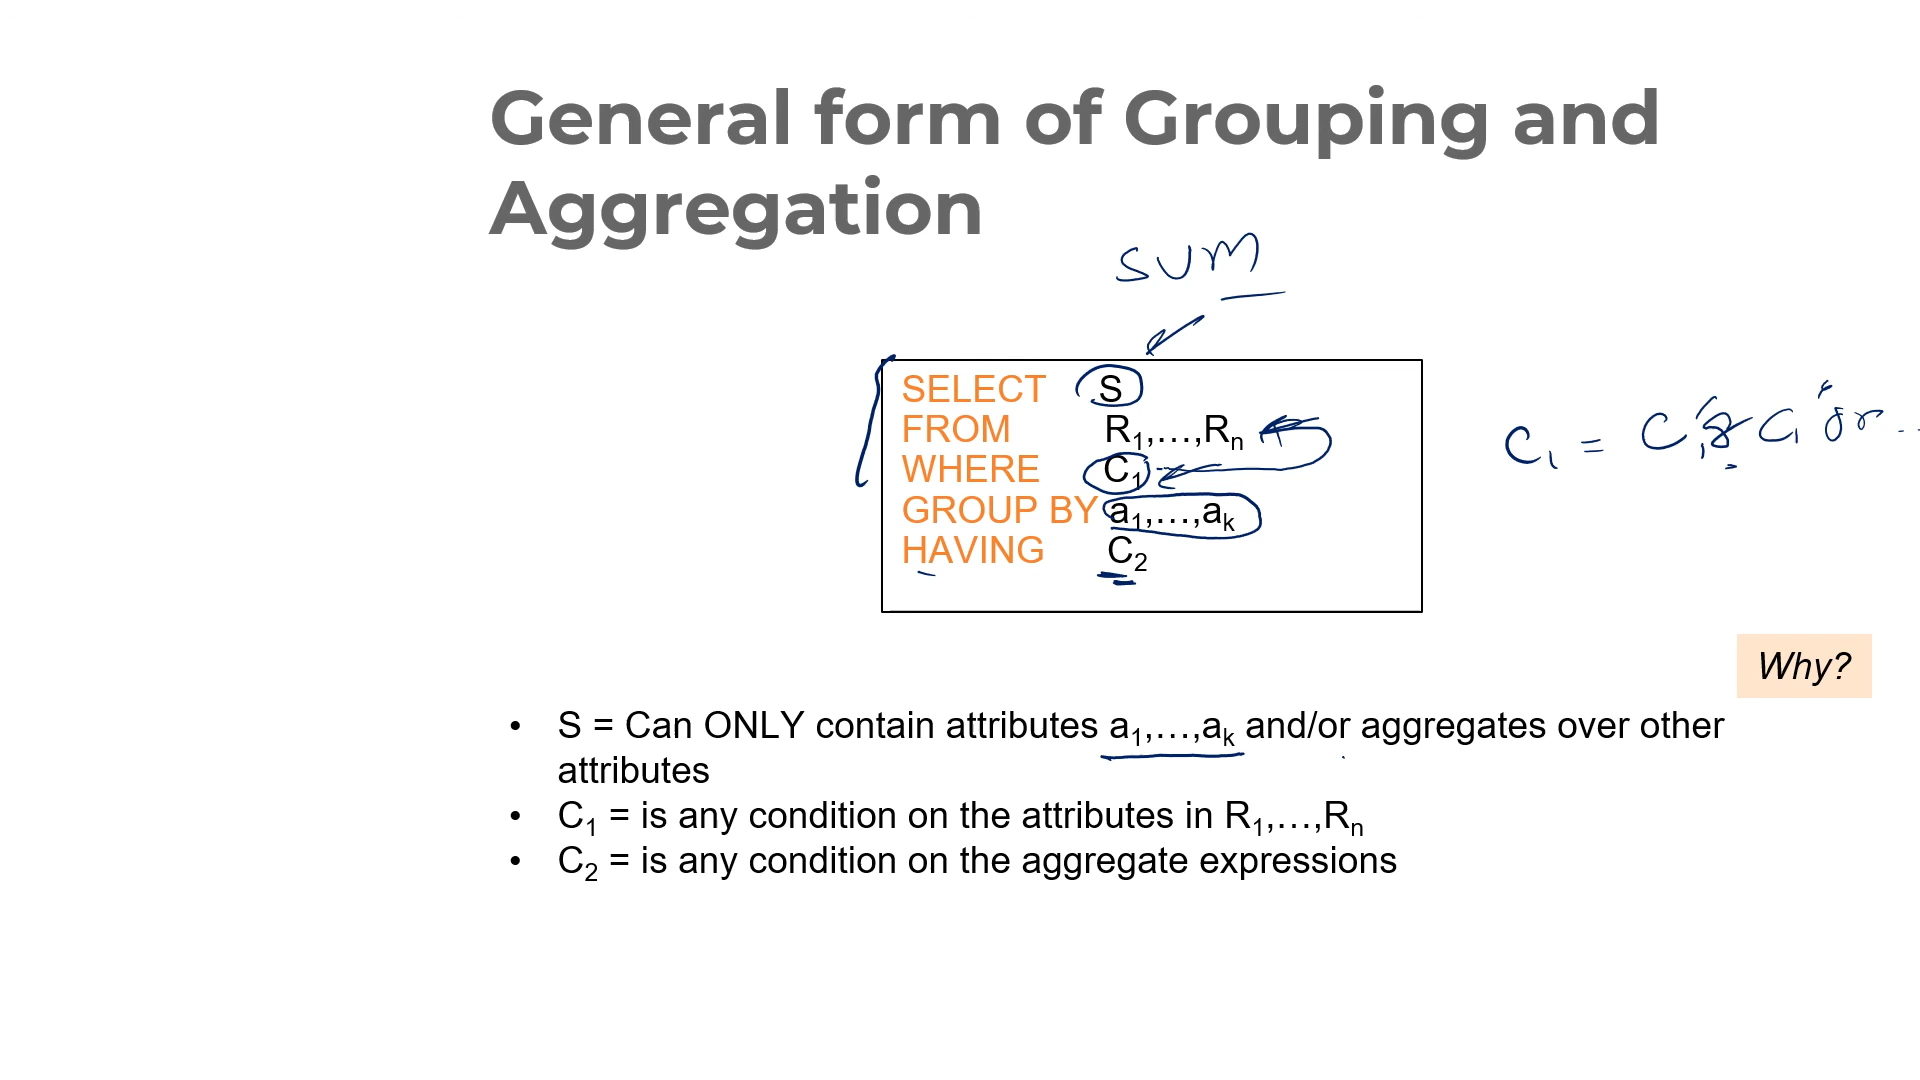 General form of Grouping and
Aggregation
SUM
SELECT S
FROM R1,…,Rn
WHERE C1
GROUP BY a1,…,ak
HAVING C2
C1 =
Why?
• S = Can ONLY contain attributes a1,…,ak and/or aggregates over other
attributes
• C1 = is any condition on the attributes in R1,…,Rn
• C2 = is any condition on the aggregate expressions